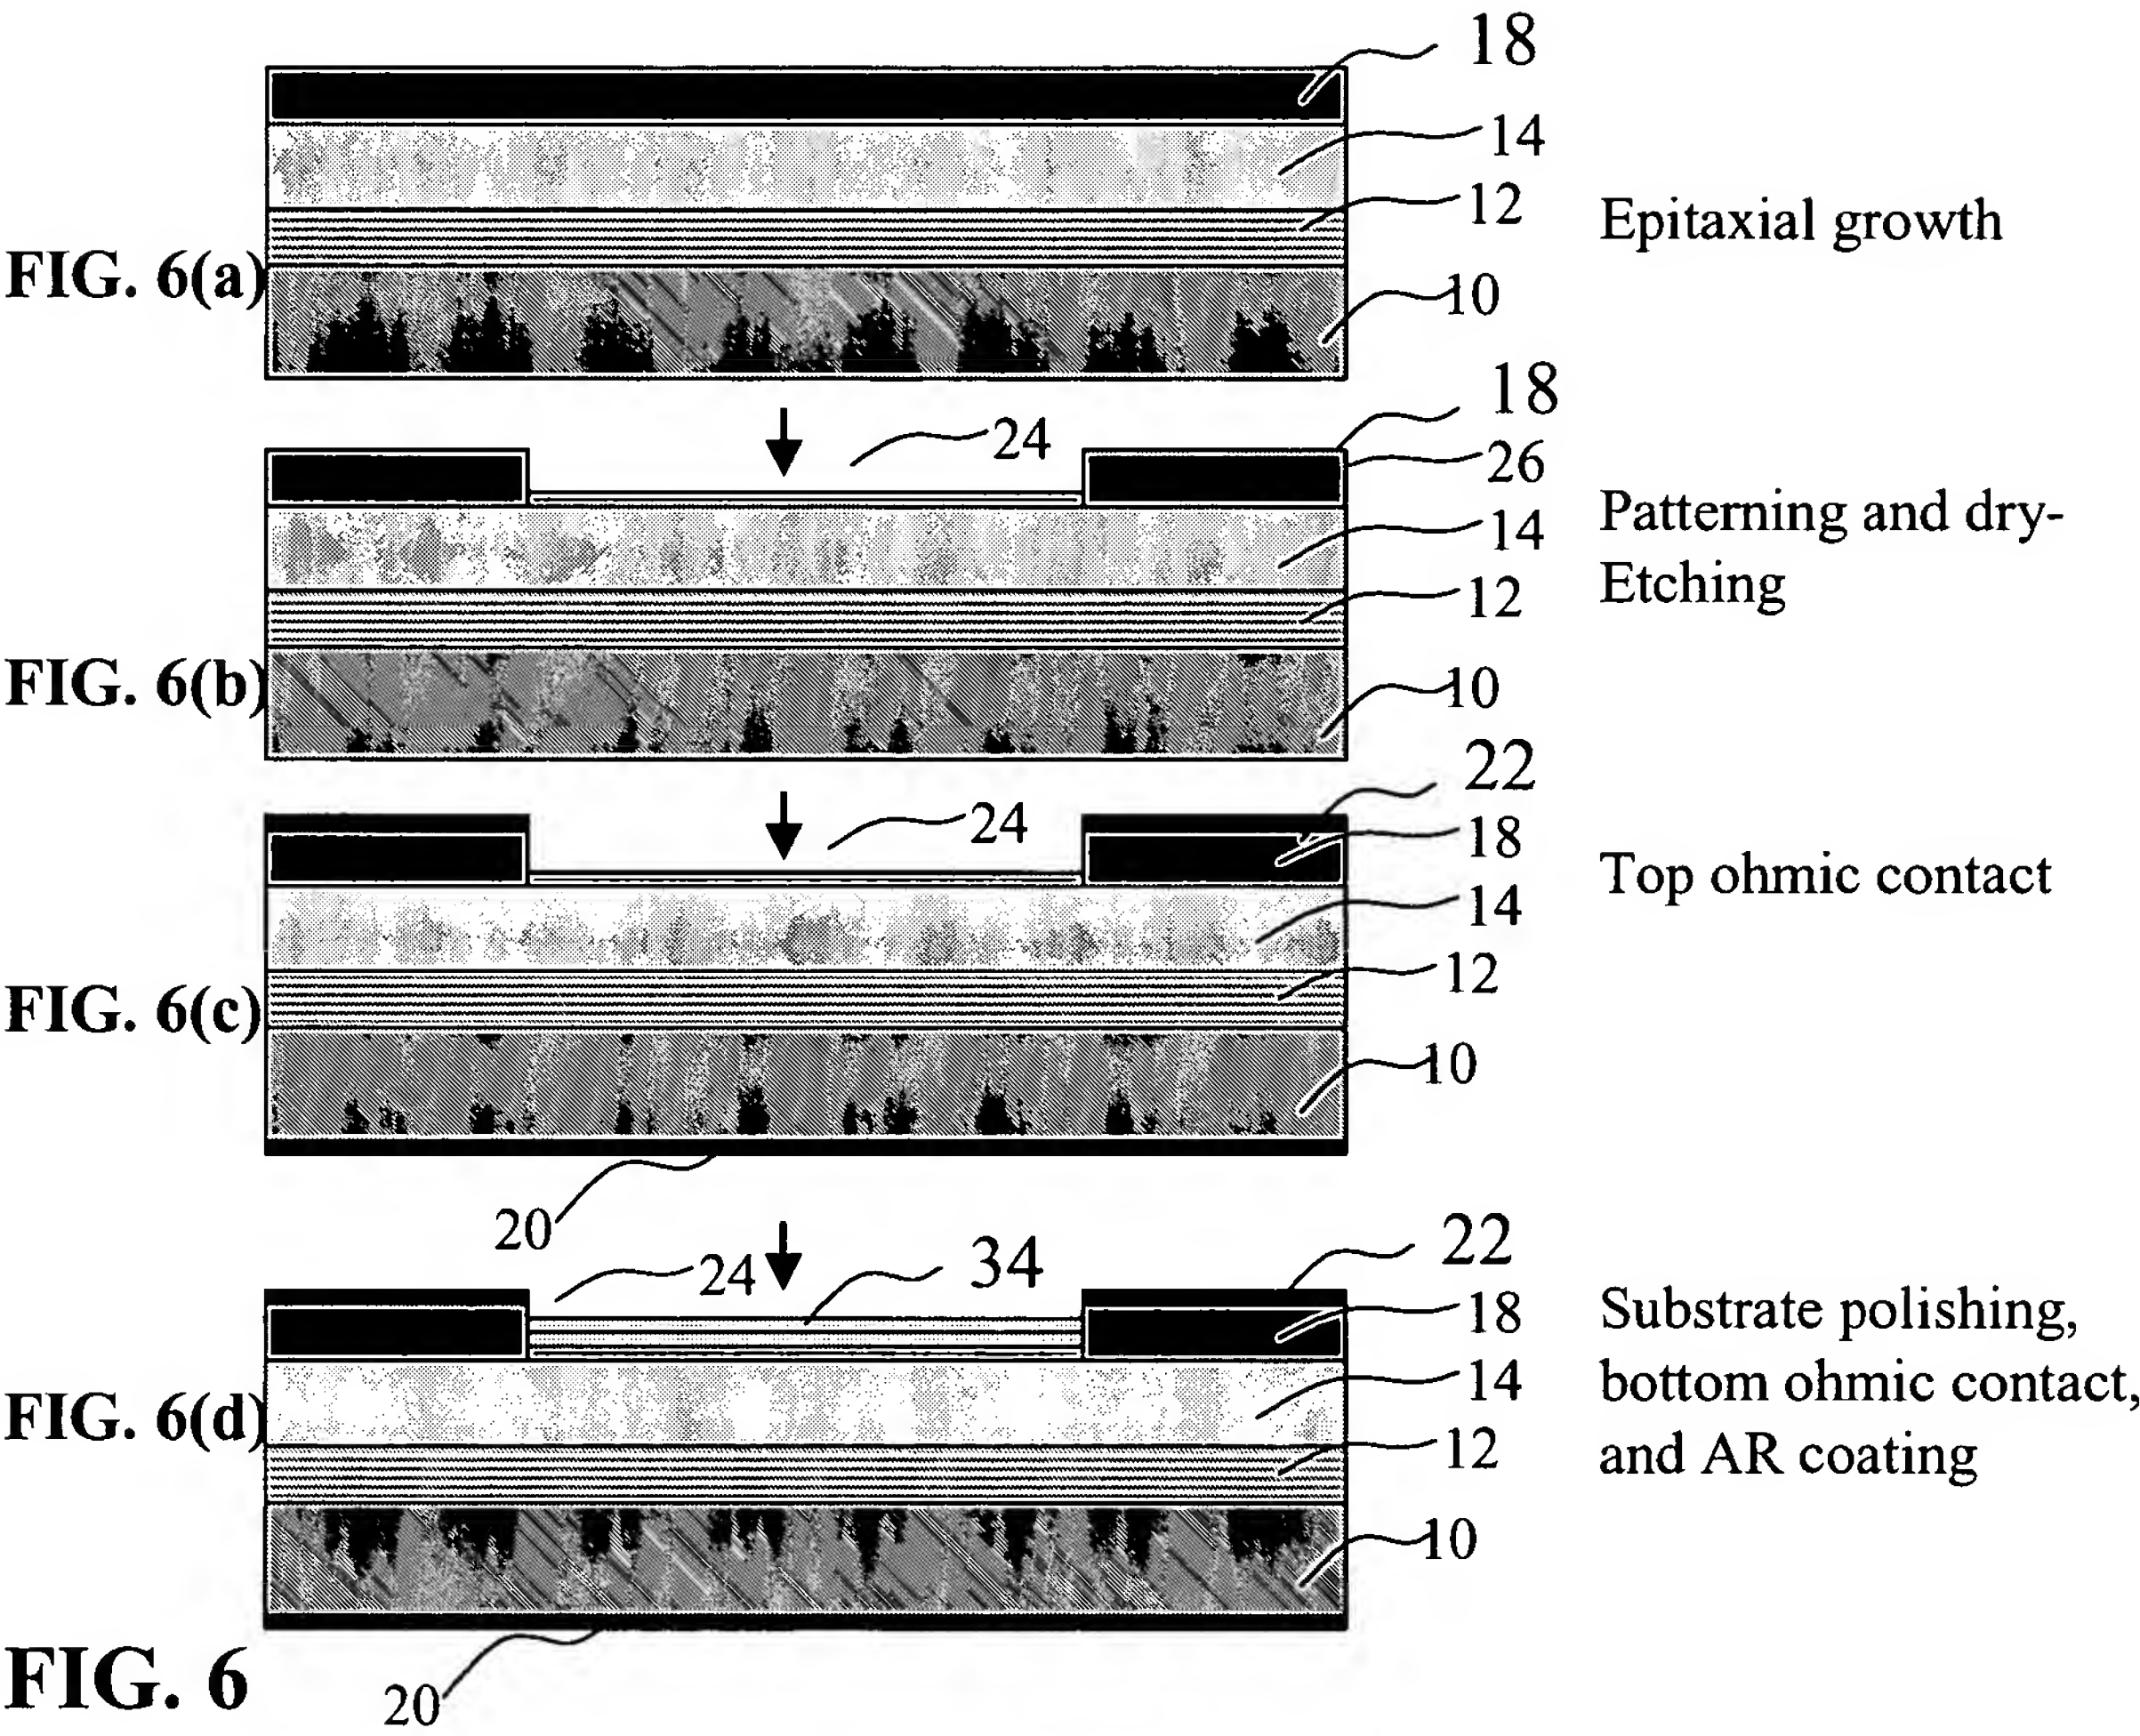 18
14
12
Epitaxial growth
FIG. 6(a)
10
18
24
26
Patterning and dry-
14
Etching
12
FIG. 6(b)
10
22
24
18
Top ohmic contact
14
12
FIG. 6(c)
10
20
22
24
34
18
Substrate polishing,
14
bottom ohmic contact,
FIG. 6(d)
12
and AR coating
10
FIG. 6
20